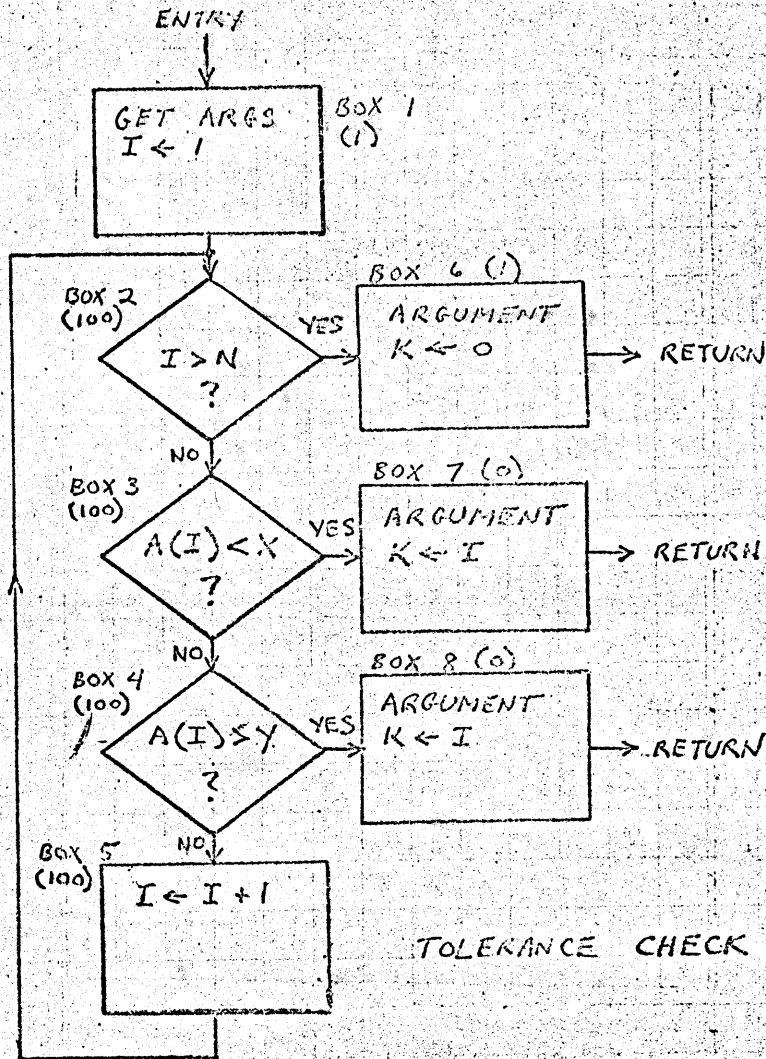 ENTRY
GET ARGS
I ← 1
BOX 1
(1)
BOX 2
(100)
I > N
?
YES
NO
BOX 6 (1)
ARGUMENT
K ← 0
RETURN
BOX 3
(100)
A(I) < X
?
YES
NO
BOX 7 (0)
ARGUMENT
K ← I
RETURN
BOX 4
(100)
A(I) ≤ Y
?
YES
NO
BOX 8 (0)
ARGUMENT
K ← I
RETURN
BOX 5
(100)
I ← I + 1
TOLERANCE CHECK